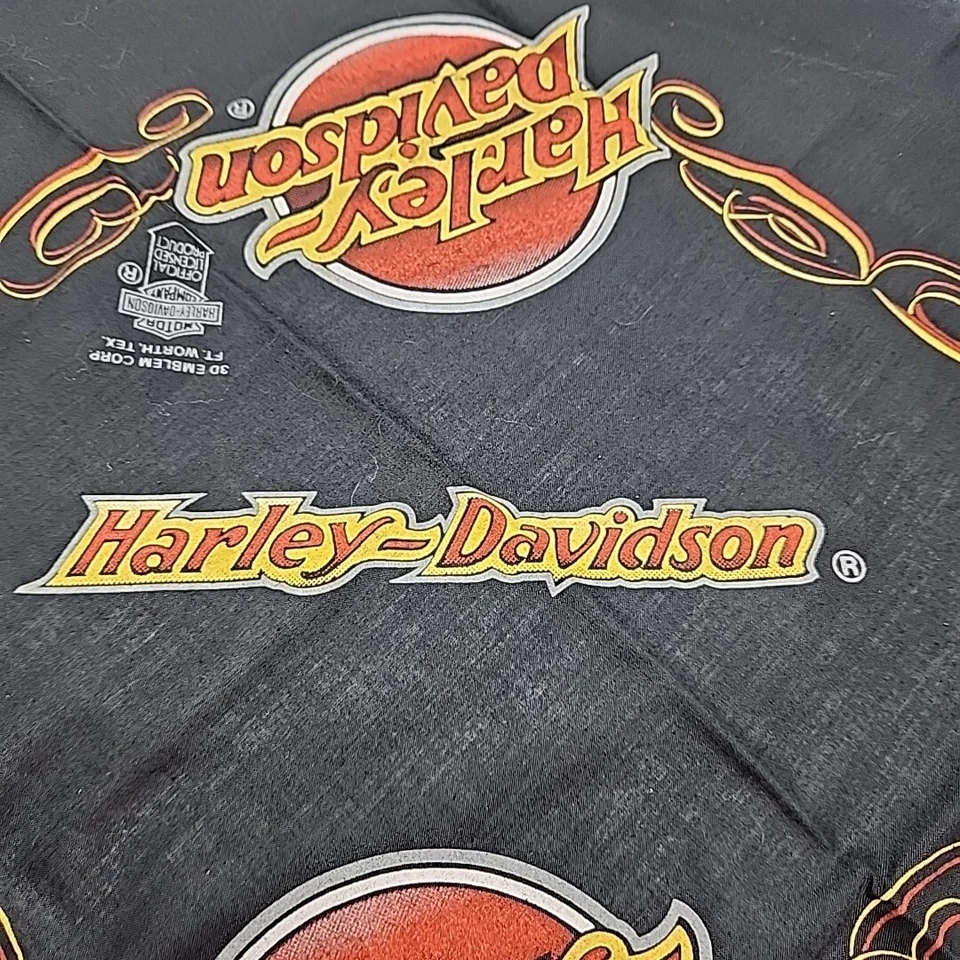 Harley-
Davidson
®
OFFICIAL
LICENSED
PRODUCT
®
MOTOR
HARLEY-DAVIDSON
COMPANY
3D EMBLEM CORP
FT. WORTH, TEX.
Harley-Davidson ®